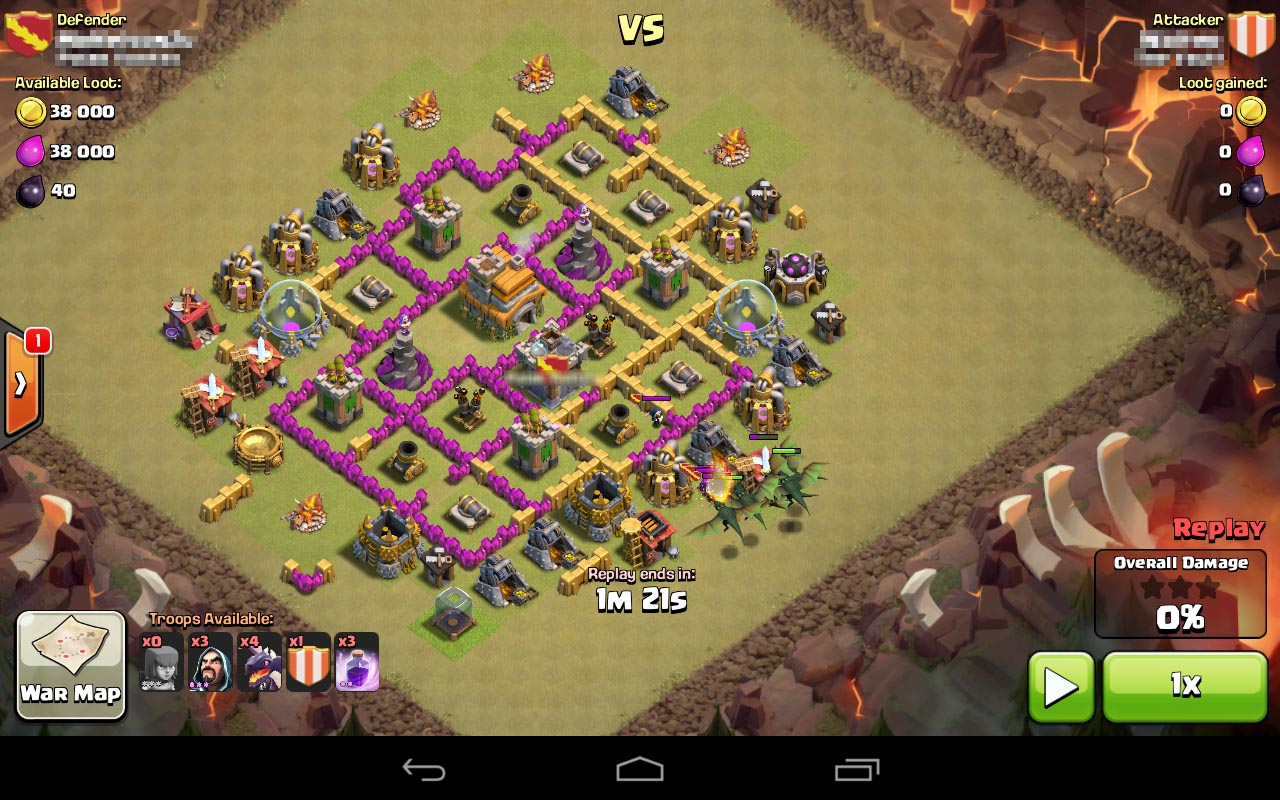 Defender
VS
Attacker
Available Loot:
Loot gained:
38 000
0
38 000
0
40
0
1
Replay
Overall Damage
0%
Replay ends in:
1M 21s
Troops Available:
x0
x3
x4
x1
x3
War Map
1x